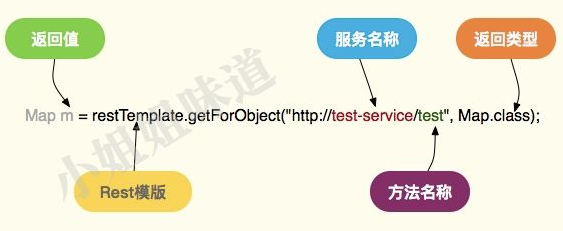 返回值
服务名称
返回类型
Map m = restTemplate.getForObject("http://test-service/test", Map.class);
Rest模版
方法名称
小姐姐味道